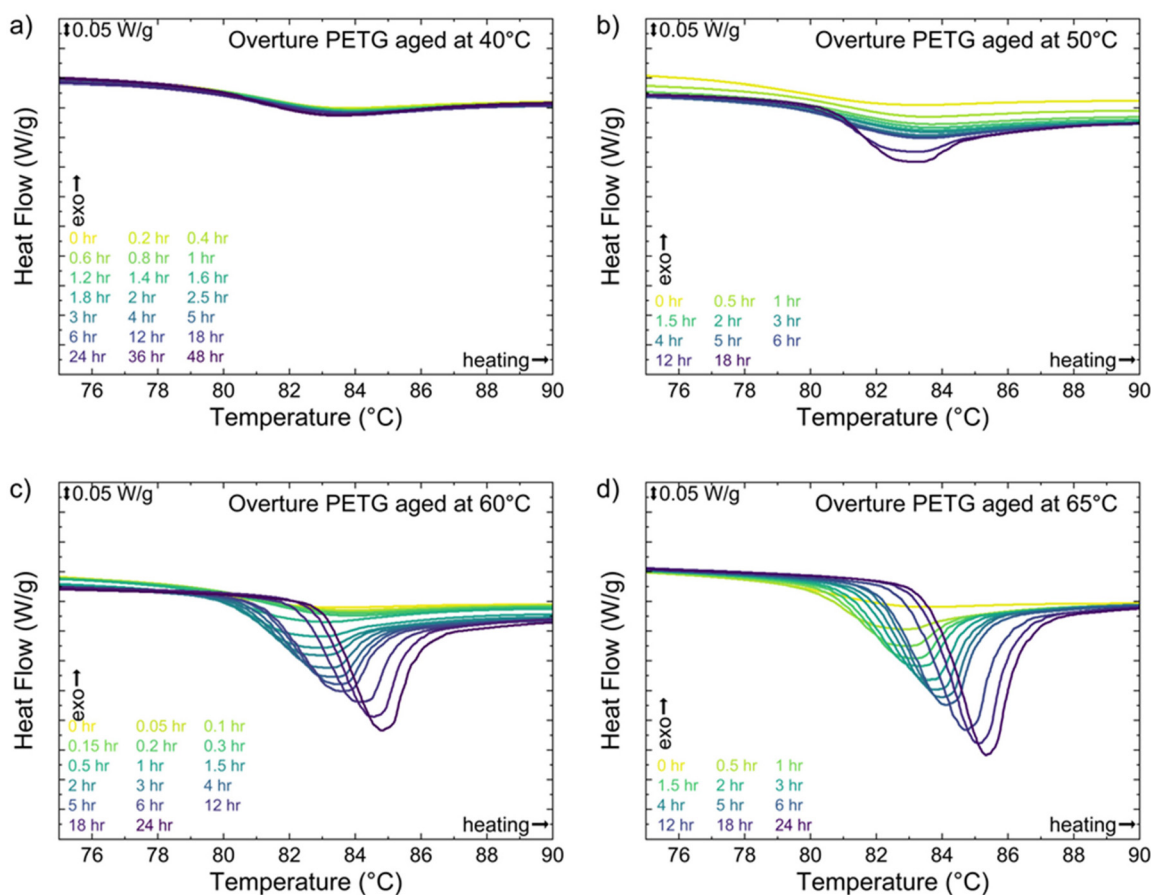 a)
0.05 W/g
Overture PETG aged at 40°C
Heat Flow (W/g)
exo
0 hr 0.2 hr 0.4 hr
0.6 hr 0.8 hr 1 hr
1.2 hr 1.4 hr 1.6 hr
1.8 hr 2 hr 2.5 hr
3 hr 4 hr 5 hr
6 hr 12 hr 18 hr
24 hr 36 hr 48 hr
heating
76 78 80 82 84 86 88 90
Temperature (°C)
b)
0.05 W/g
Overture PETG aged at 50°C
Heat Flow (W/g)
exo
0 hr 0.5 hr 1 hr
1.5 hr 2 hr 3 hr
4 hr 5 hr 6 hr
12 hr 18 hr
heating
76 78 80 82 84 86 88 90
Temperature (°C)
c)
0.05 W/g
Overture PETG aged at 60°C
Heat Flow (W/g)
exo
0 hr 0.05 hr 0.1 hr
0.15 hr 0.2 hr 0.3 hr
0.5 hr 1 hr 1.5 hr
2 hr 3 hr 4 hr
5 hr 6 hr 12 hr
18 hr 24 hr
heating
76 78 80 82 84 86 88 90
Temperature (°C)
d)
0.05 W/g
Overture PETG aged at 65°C
Heat Flow (W/g)
exo
0 hr 0.5 hr 1 hr
1.5 hr 2 hr 3 hr
4 hr 5 hr 6 hr
12 hr 18 hr 24 hr
heating
76 78 80 82 84 86 88 90
Temperature (°C)